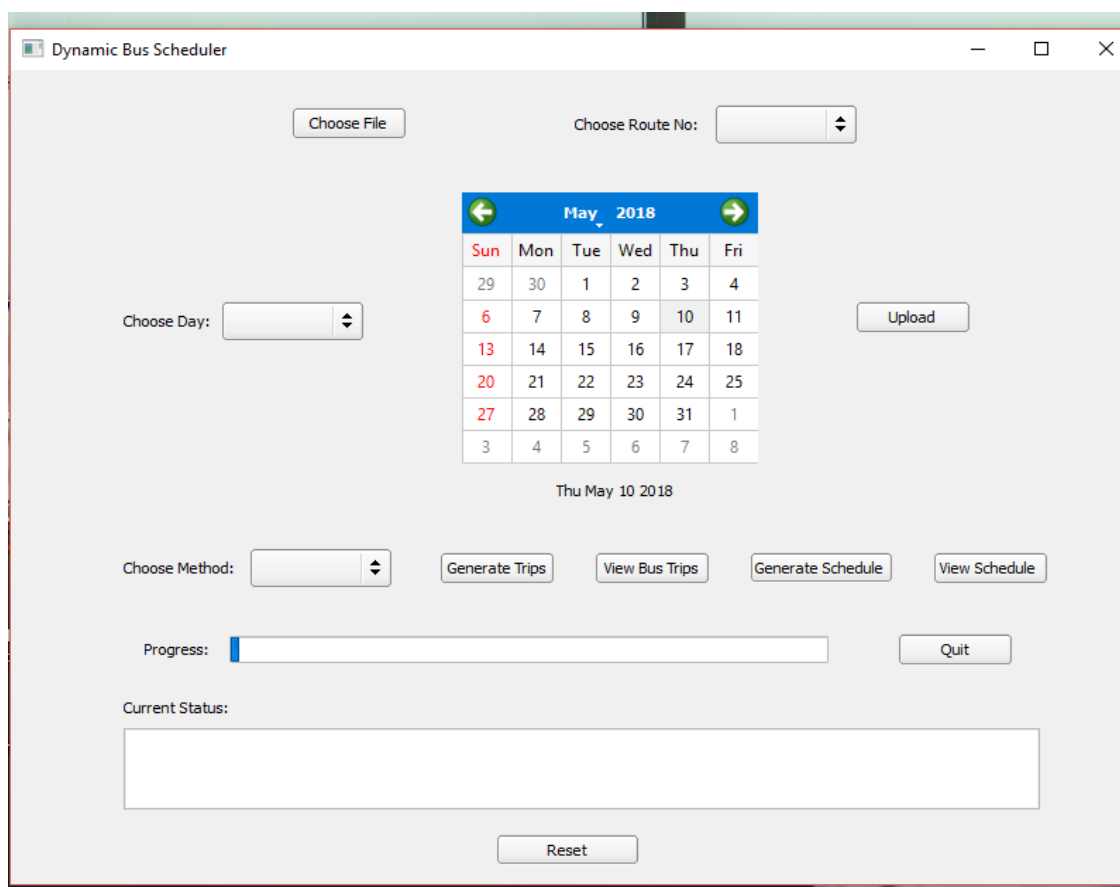 Dynamic Bus Scheduler
Choose File Choose Route No:
May 2018
Sun Mon Tue Wed Thu Fri
29 30 1 2 3 4
Choose Day: 6 7 8 9 10 11 Upload
13 14 15 16 17 18
20 21 22 23 24 25
27 28 29 30 31 1
3 4 5 6 7 8
Thu May 10 2018
Choose Method: Generate Trips View Bus Trips Generate Schedule View Schedule
Progress: Quit
Current Status:
Reset